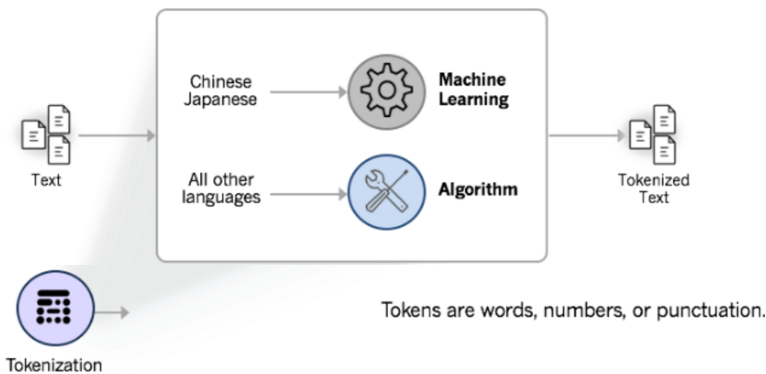 Text
Chinese
Japanese
Machine
Learning
All other
languages
Algorithm
Tokenized
Text
Tokenization
Tokens are words, numbers, or punctuation.